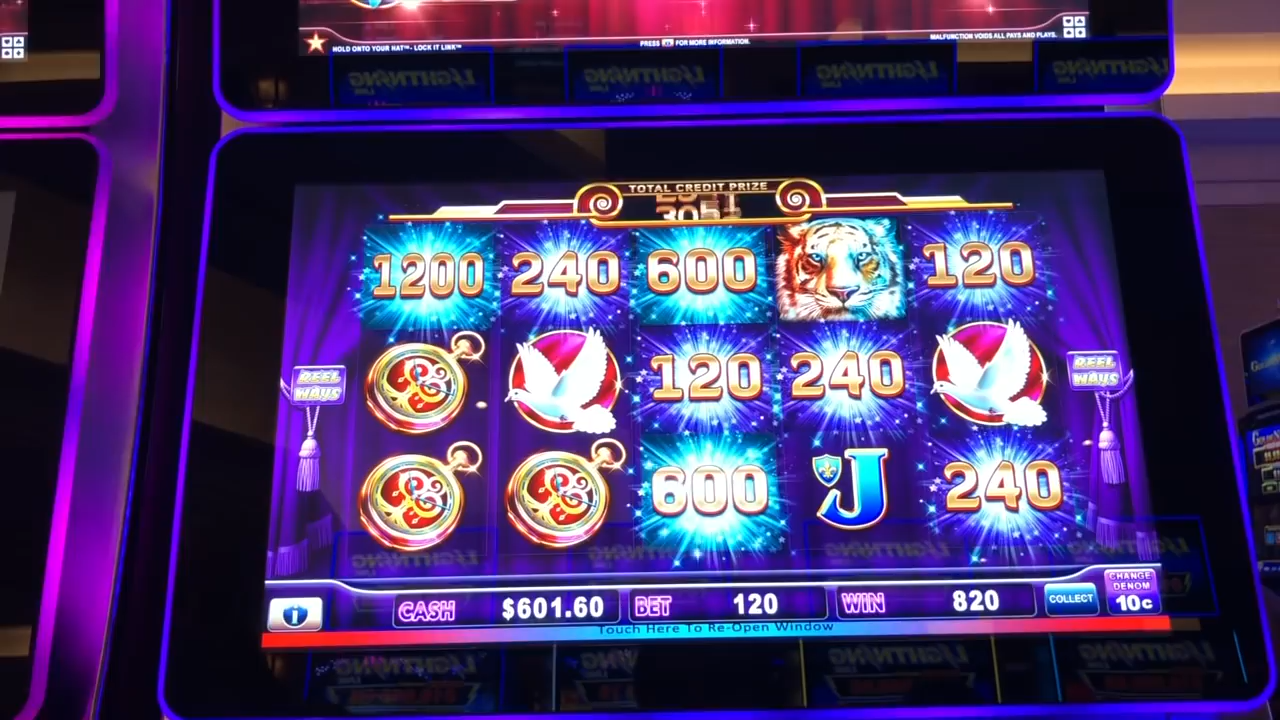 HOLD ONTO YOUR HAT™ - LOCK IT LINK™
PRESS FOR MORE INFORMATION.
MALFUNCTION VOIDS ALL PAYS AND PLAYS.
TOTAL CREDIT PRIZE
1200 240 600 120
120 240
REEL WAYS
REEL WAYS
600 J 240
CASH $601.60 BET 120 WIN 820 COLLECT
CHANGE
DENOM
10¢
Touch Here To Re-Open Window